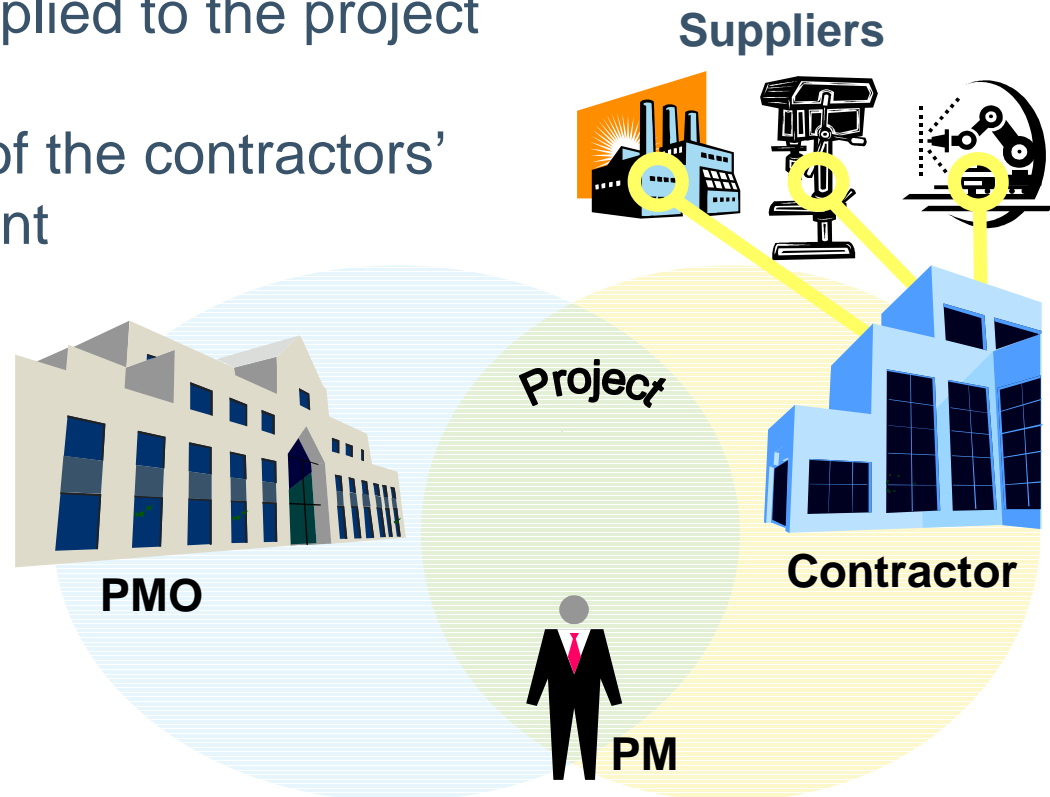 plied to the project
Suppliers
of the contractors’
nt
Project
Contractor
PMO
PM